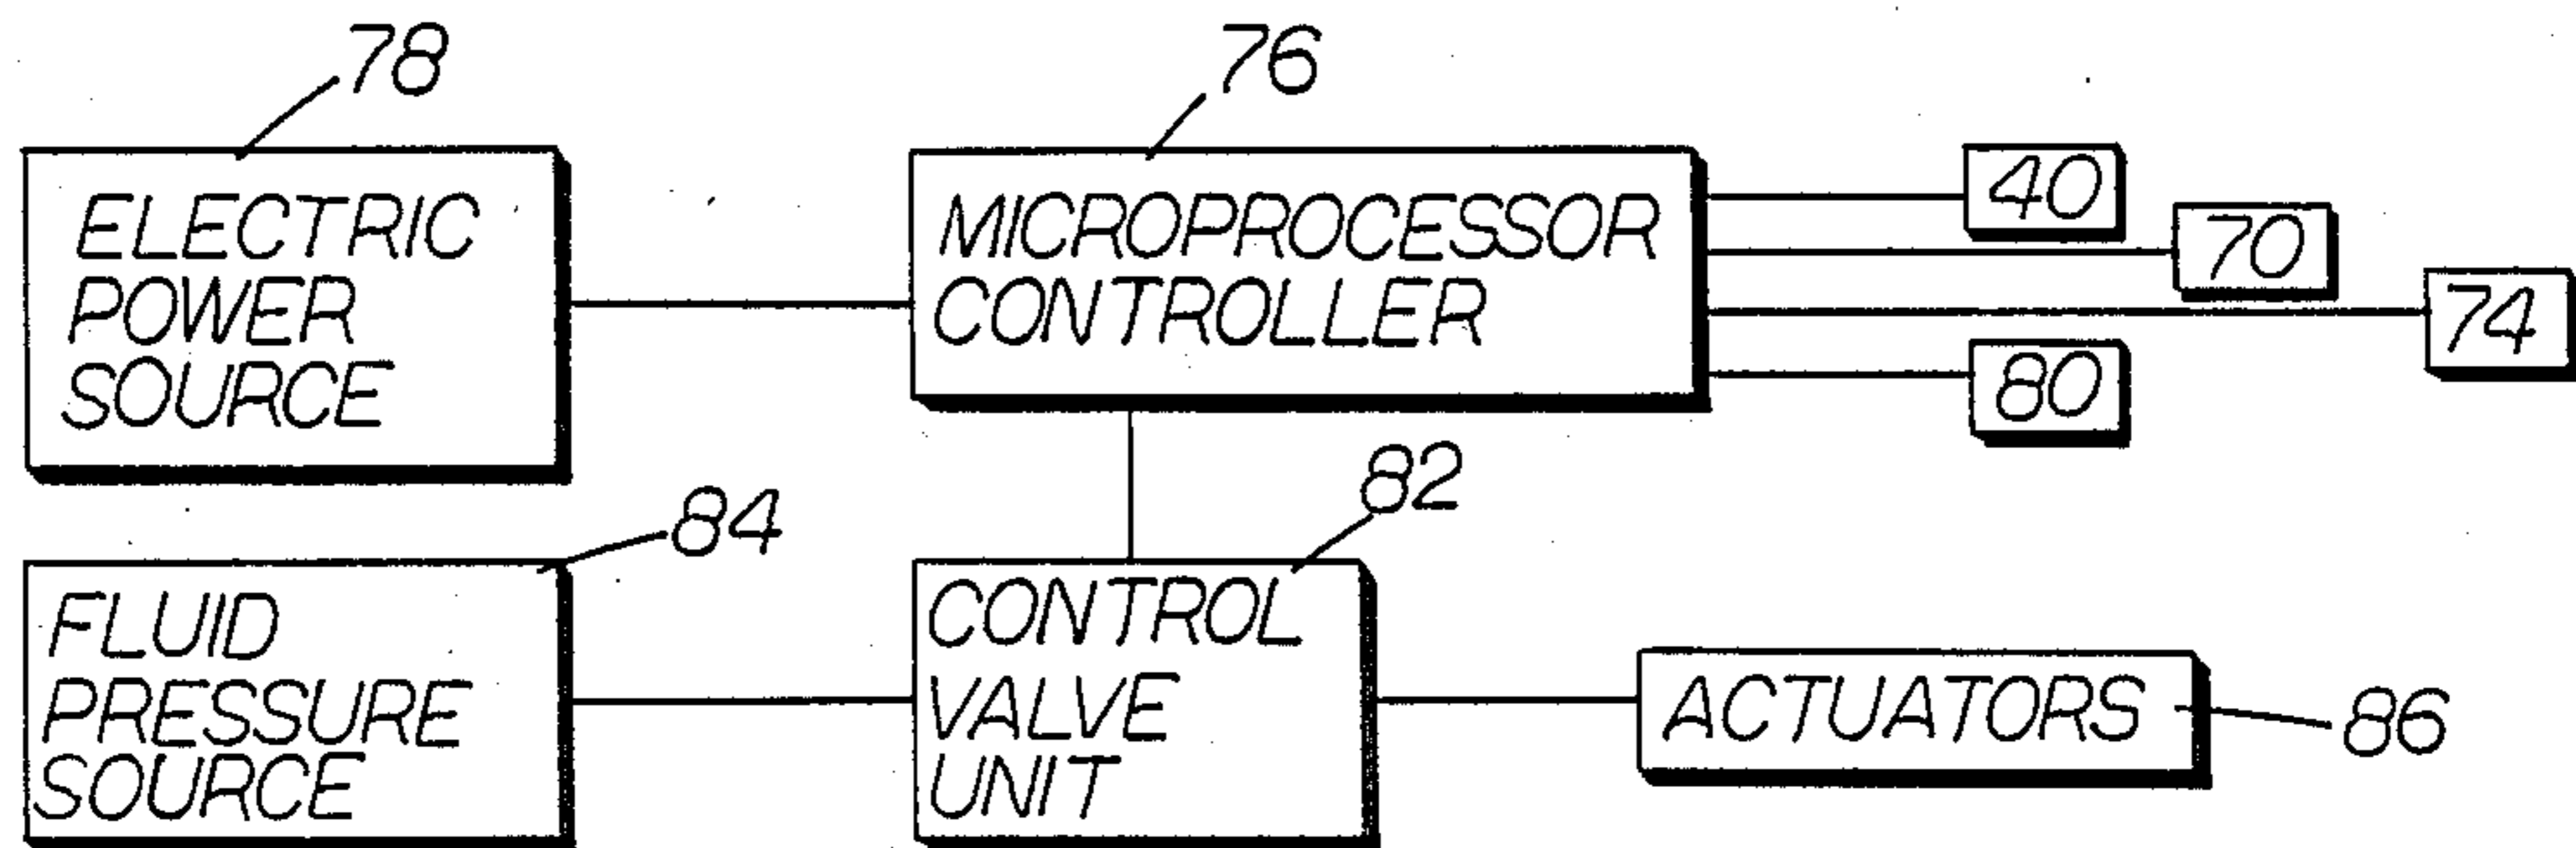 78
76
ELECTRIC
POWER
SOURCE
MICROPROCESSOR
CONTROLLER
40
70
74
80
84
82
FLUID
PRESSURE
SOURCE
CONTROL
VALVE
UNIT
ACTUATORS
86